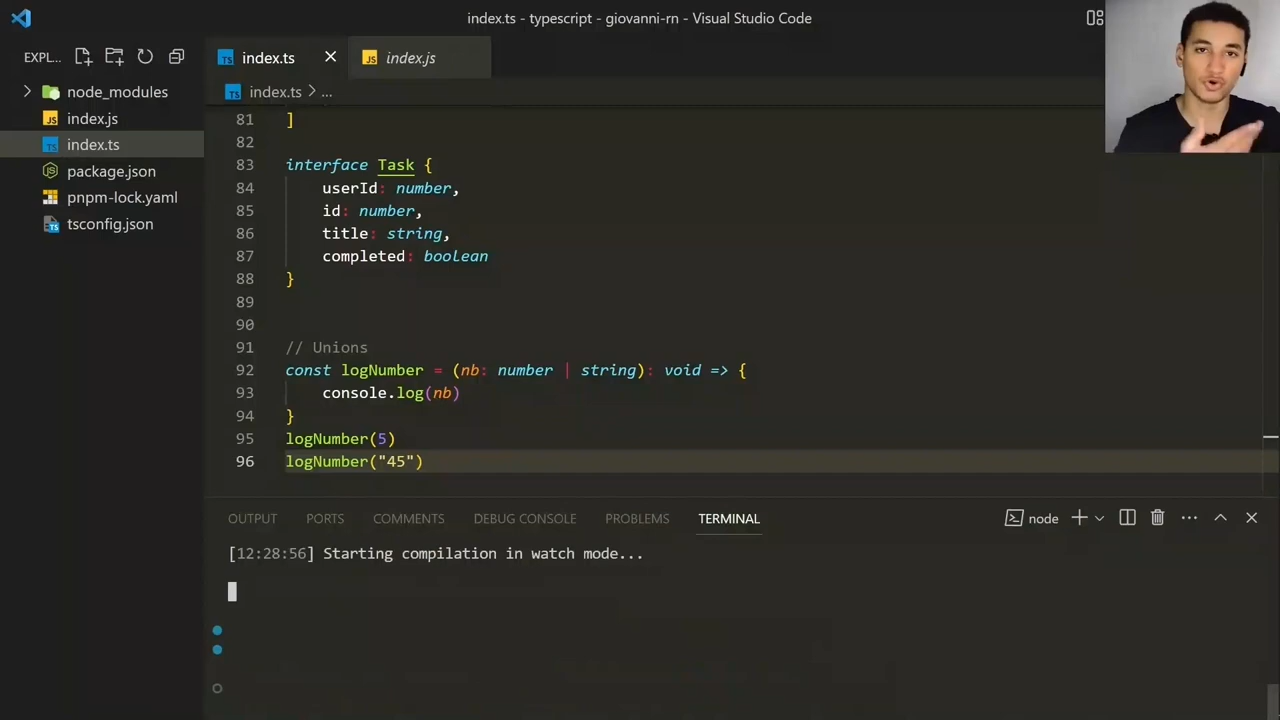 index.ts - typescript - giovanni-rn - Visual Studio Code
EXPL...
index.ts
index.js
node_modules
index.js
index.ts
package.json
pnpm-lock.yaml
tsconfig.json
index.ts > ...
81 ]
82
83 interface Task {
84 userId: number,
85 id: number,
86 title: string,
87 completed: boolean
88 }
89
90
91 // Unions
92 const logNumber = (nb: number | string): void => {
93 console.log(nb)
94 }
95 logNumber(5)
96 logNumber("45")
OUTPUT PORTS COMMENTS DEBUG CONSOLE PROBLEMS TERMINAL node
[12:28:56] Starting compilation in watch mode...